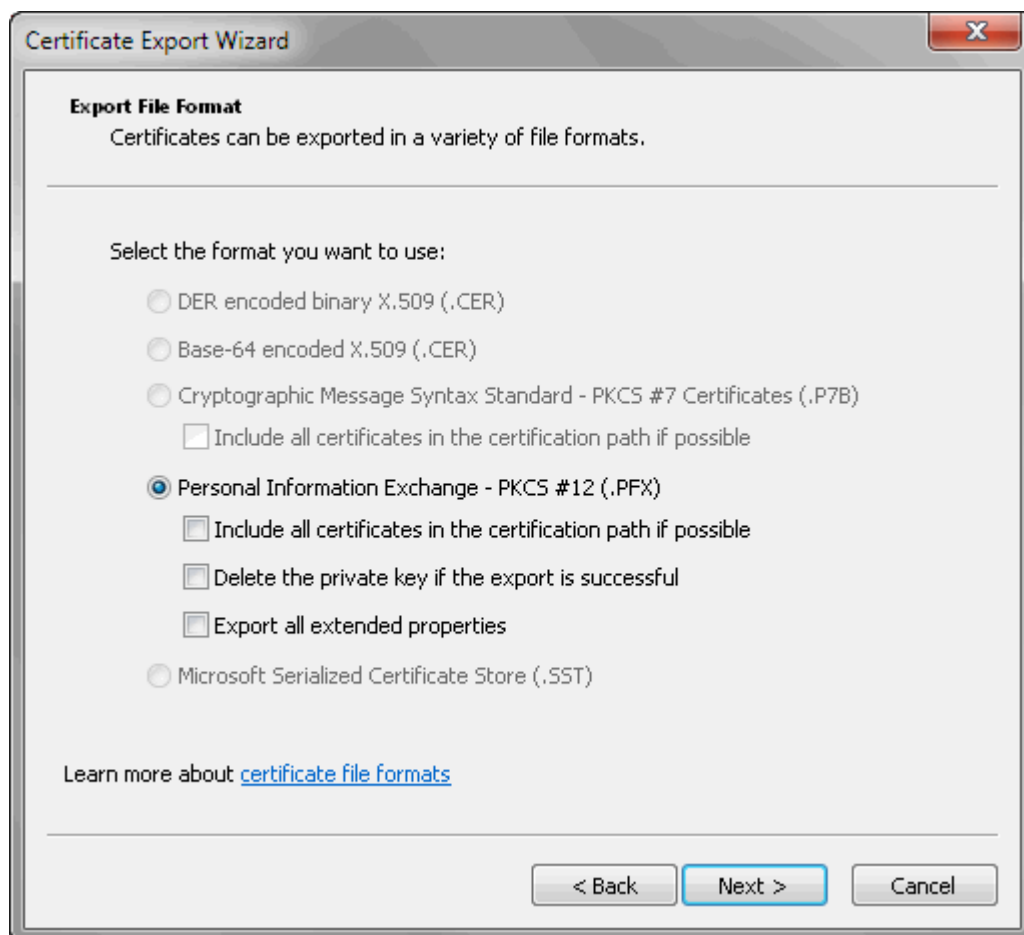 Certificate Export Wizard
Export File Format
Certificates can be exported in a variety of file formats.
Select the format you want to use:
DER encoded binary X.509 (.CER)
Base-64 encoded X.509 (.CER)
Cryptographic Message Syntax Standard - PKCS #7 Certificates (.P7B)
Include all certificates in the certification path if possible
Personal Information Exchange - PKCS #12 (.PFX)
Include all certificates in the certification path if possible
Delete the private key if the export is successful
Export all extended properties
Microsoft Serialized Certificate Store (.SST)
Learn more about certificate file formats
< Back Next > Cancel